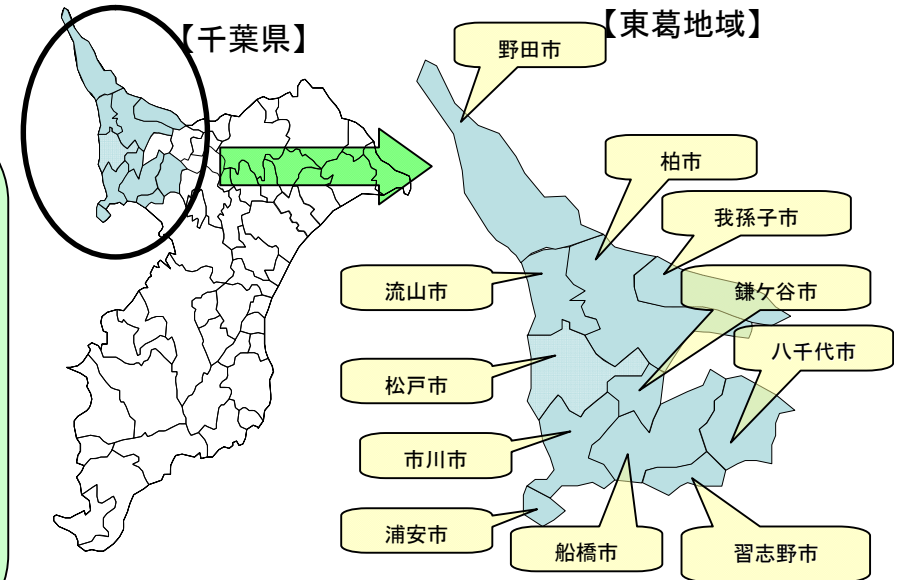 【千葉県】
【東葛地域】
野田市
柏市
我孫子市
流山市
鎌ケ谷市
八千代市
松戸市
市川市
浦安市
船橋市
習志野市